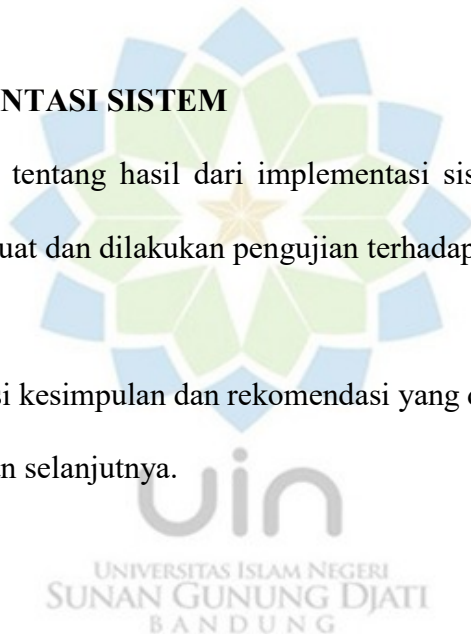 NTASI SISTEM
tentang hasil dari implementasi sis
uat dan dilakukan pengujian terhadap
si kesimpulan dan rekomendasi yang
n selanjutnya.
uin
UNIVERSITAS ISLAM NEGERI
SUNAN GUNUNG DJATI
BANDUNG